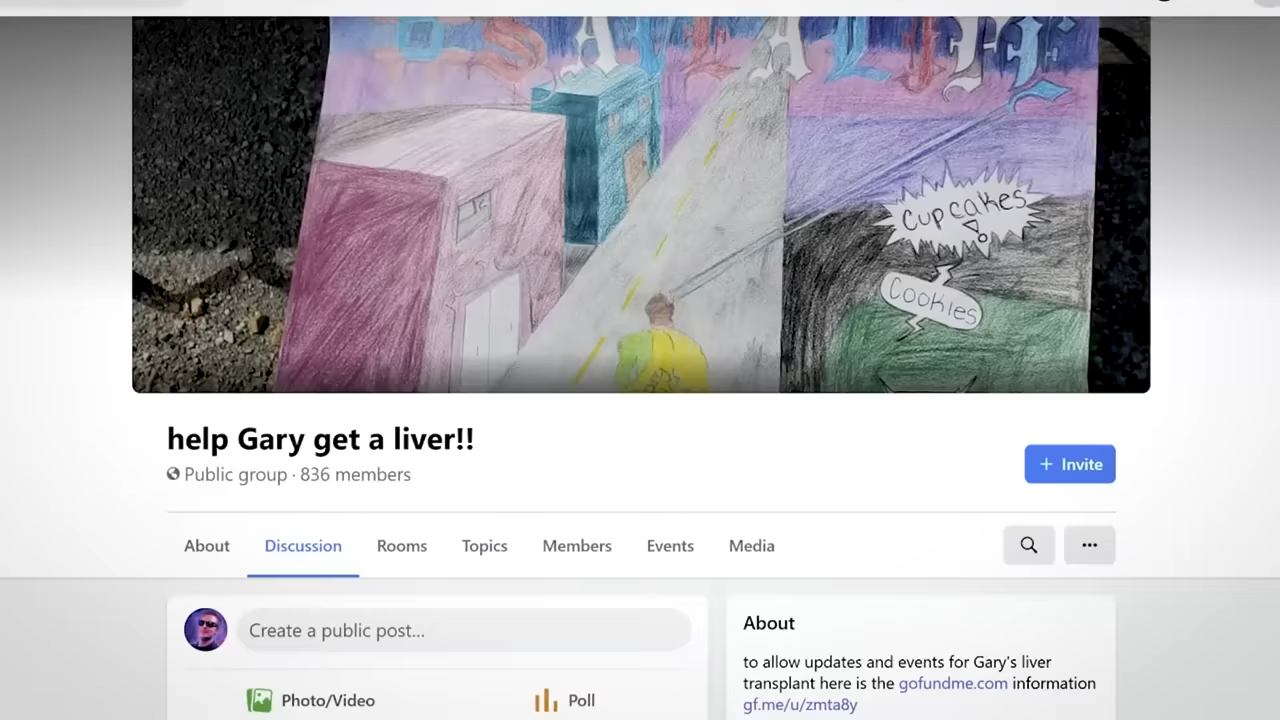 SAIL A LIFE
Cupcakes
Cookies
help Gary get a liver!!
Public group · 836 members
+ Invite
About
Discussion
Rooms
Topics
Members
Events
Media
Create a public post...
About
to allow updates and events for Gary's liver
transplant here is the gofundme.com information
gf.me/u/zmta8y
Photo/Video
Poll